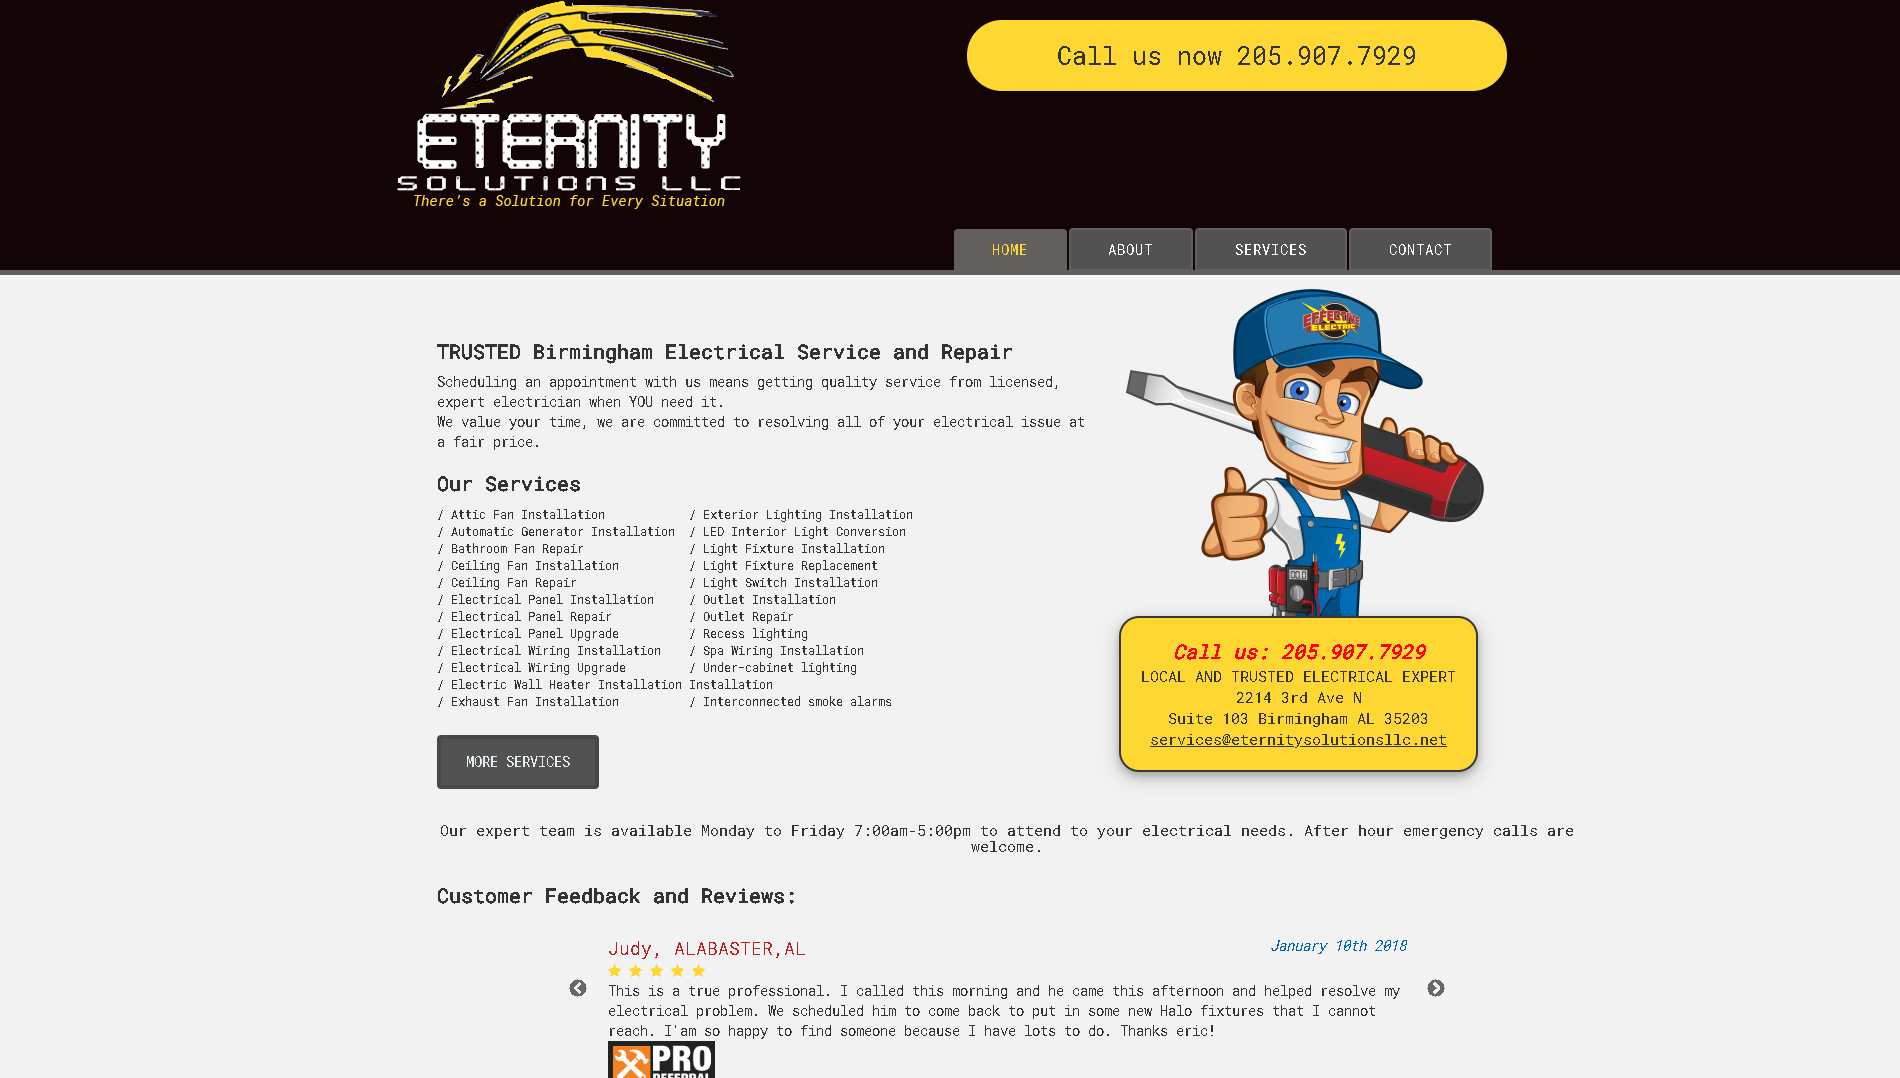 Call us now 205.907.7929
ETERNITY
SOLUTIONS LLC
There's a Solution for Every Situation
HOME
ABOUT
SERVICES
CONTACT
EFFECTIVE
ELECTRIC
TRUSTED Birmingham Electrical Service and Repair
Scheduling an appointment with us means getting quality service from licensed,
expert electrician when YOU need it.
We value your time, we are committed to resolving all of your electrical issue at
a fair price.
Our Services
/ Attic Fan Installation
/ Automatic Generator Installation
/ Bathroom Fan Repair
/ Ceiling Fan Installation
/ Ceiling Fan Repair
/ Electrical Panel Installation
/ Electrical Panel Repair
/ Electrical Panel Upgrade
/ Electrical Wiring Installation
/ Electrical Wiring Upgrade
/ Electric Wall Heater Installation
/ Exhaust Fan Installation
/ Exterior Lighting Installation
/ LED Interior Light Conversion
/ Light Fixture Installation
/ Light Fixture Replacement
/ Light Switch Installation
/ Outlet Installation
/ Outlet Repair
/ Recess lighting
/ Spa Wiring Installation
/ Under-cabinet lighting
Installation
/ Interconnected smoke alarms
MORE SERVICES
Call us: 205.907.7929
LOCAL AND TRUSTED ELECTRICAL EXPERT
2214 3rd Ave N
Suite 103 Birmingham AL 35203
services@eternitysolutionsllc.net
Our expert team is available Monday to Friday 7:00am-5:00pm to attend to your electrical needs. After hour emergency calls are
welcome.
Customer Feedback and Reviews:
Judy, ALABASTER,AL
January 10th 2018
This is a true professional. I called this morning and he came this afternoon and helped resolve my
electrical problem. We scheduled him to come back to put in some new Halo fixtures that I cannot
reach. I'am so happy to find someone because I have lots to do. Thanks eric!
PRO
REFERRAL